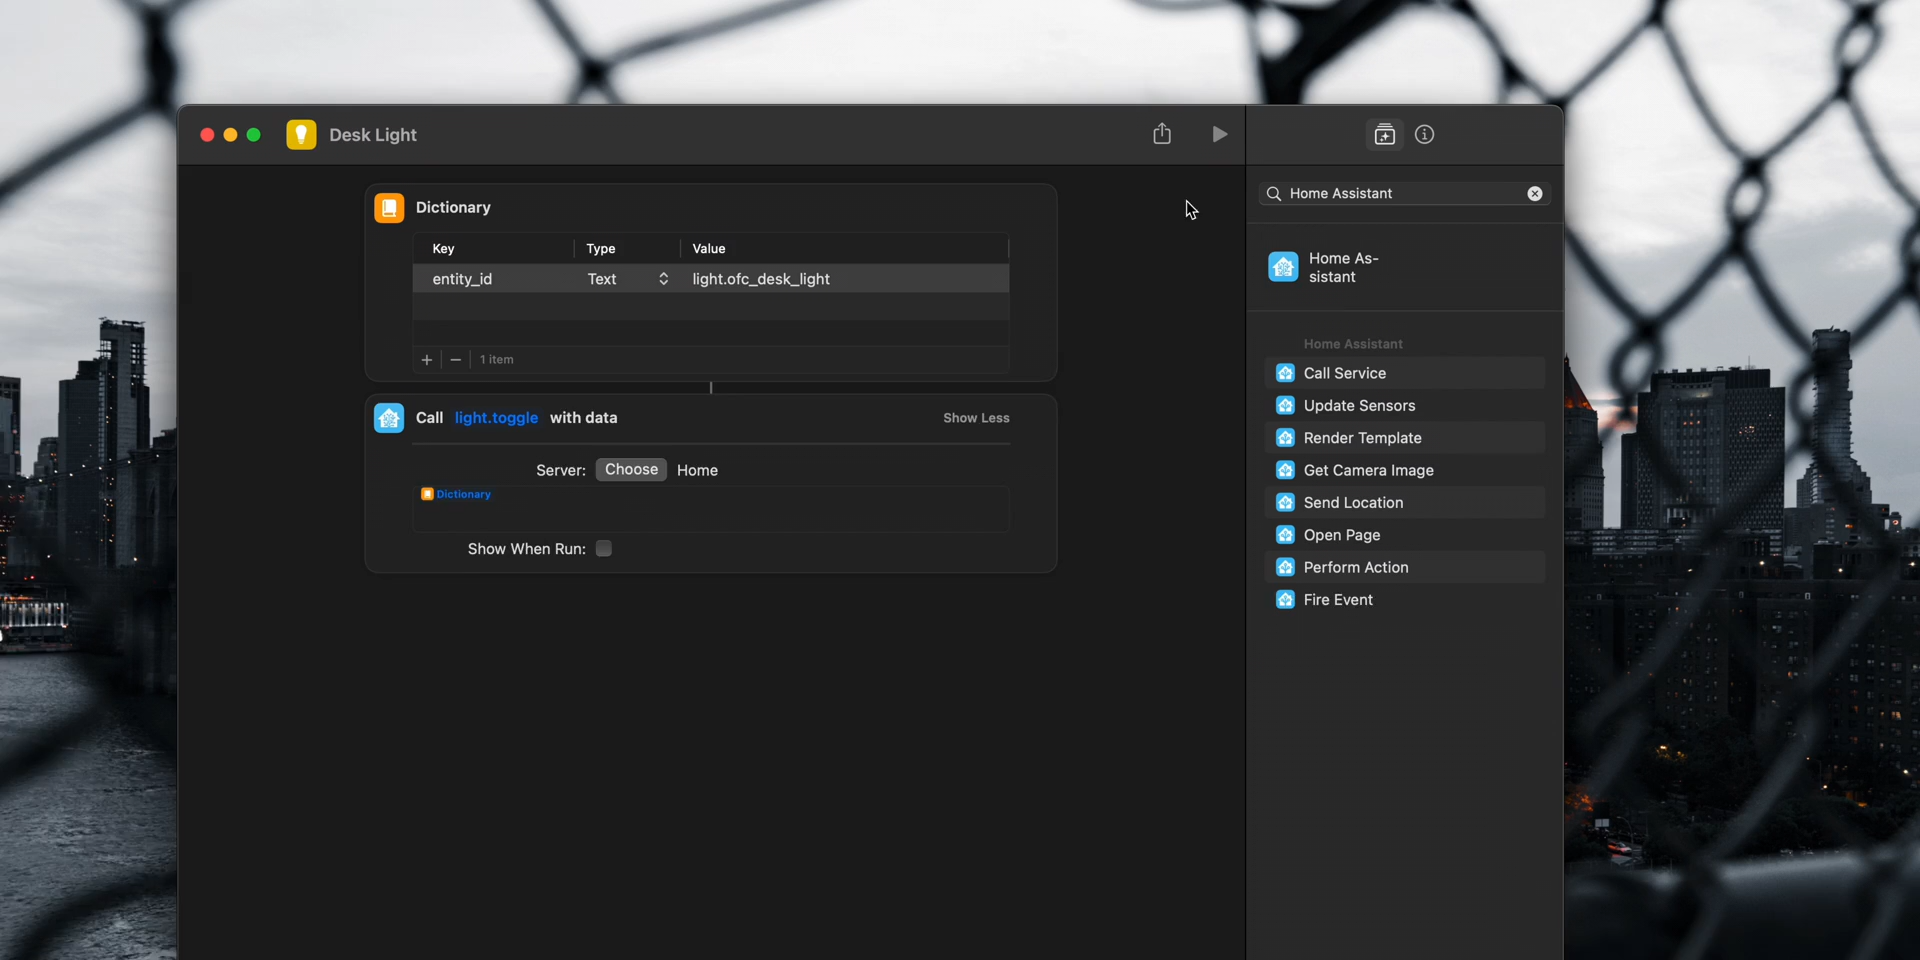 Desk Light
Dictionary
Key Type Value
entity_id Text light.ofc_desk_light
1 item
Call light.toggle with data Show Less
Server: Choose Home
Dictionary
Show When Run:
Home Assistant
Home As-
sistant
Home Assistant
Call Service
Update Sensors
Render Template
Get Camera Image
Send Location
Open Page
Perform Action
Fire Event